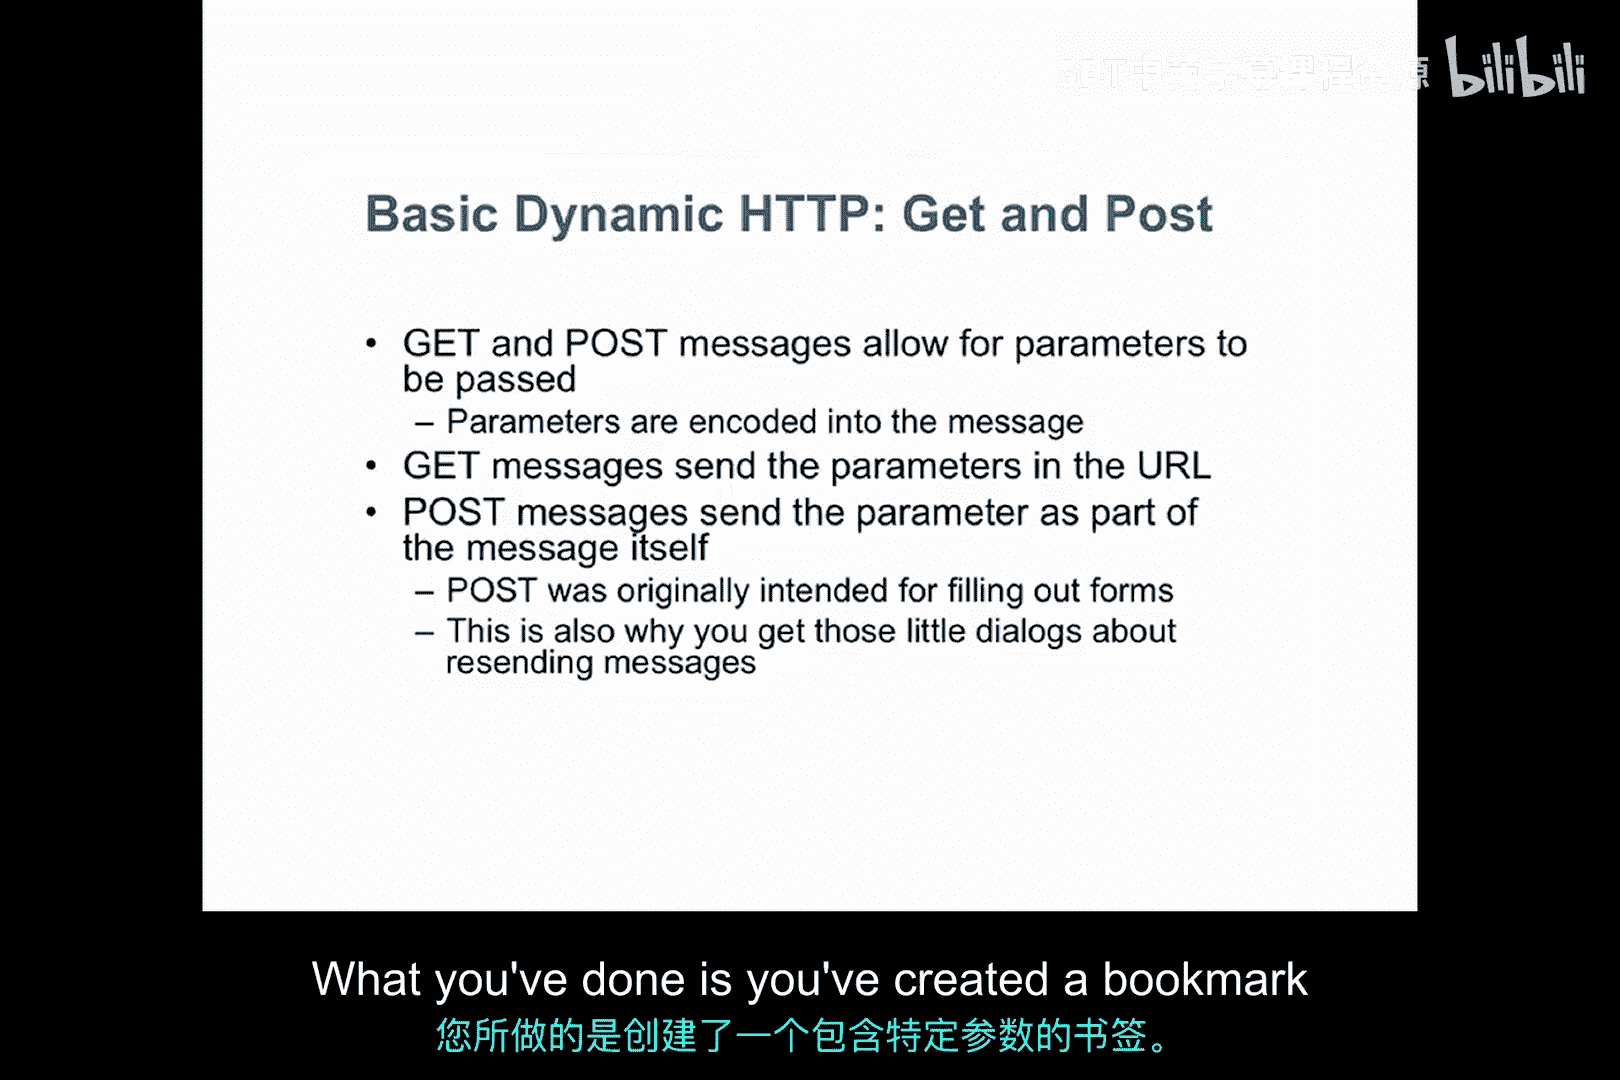 bilibili
Basic Dynamic HTTP: Get and Post
• GET and POST messages allow for parameters to
be passed
– Parameters are encoded into the message
• GET messages send the parameters in the URL
• POST messages send the parameter as part of
the message itself
– POST was originally intended for filling out forms
– This is also why you get those little dialogs about
resending messages
What you've done is you've created a bookmark
您所做的是创建了一个包含特定参数的书签。